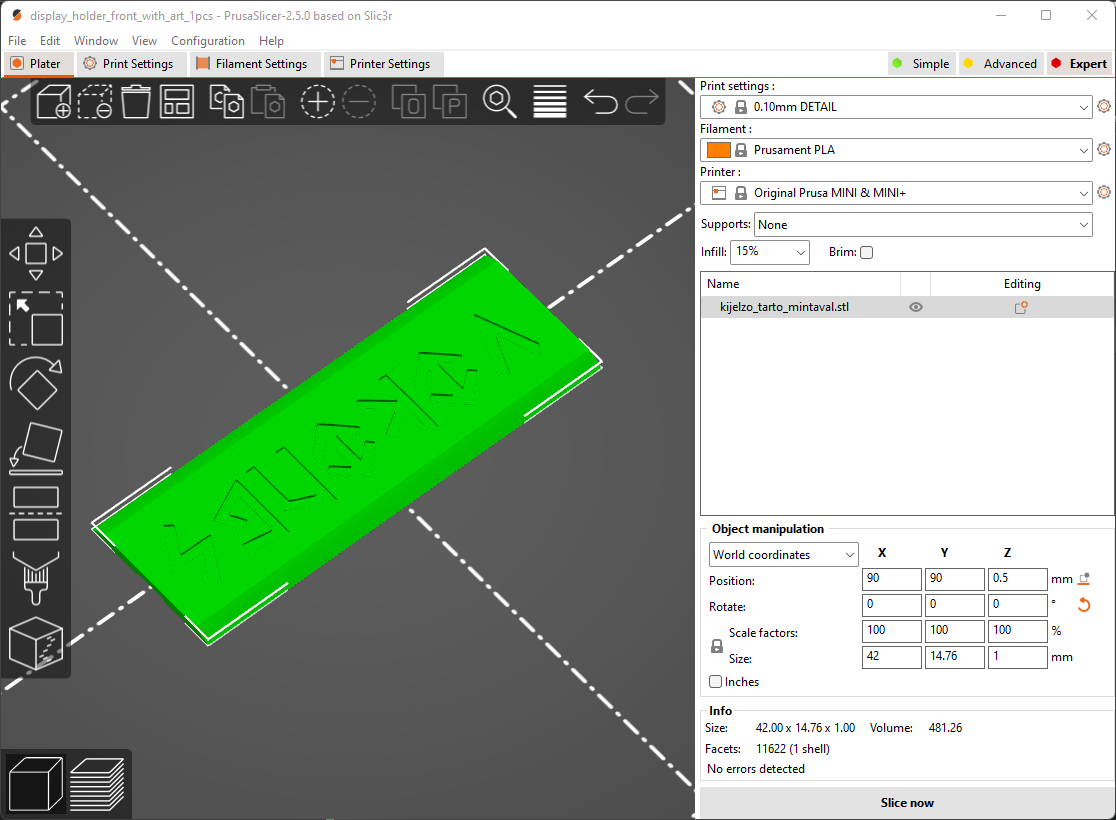 display_holder_front_with_art_1pcs - PrusaSlicer-2.5.0 based on Slic3r
File Edit Window View Configuration Help
Plater Print Settings Filament Settings Printer Settings Simple Advanced Expert
Print settings :
0.10mm DETAIL
Filament :
Prusament PLA
Printer :
Original Prusa MINI & MINI+
Supports: None
Infill: 15% Brim:
Name Editing
kijelzo_tarto_mintaval.stl
Object manipulation
World coordinates X Y Z
Position: 90 90 0.5 mm
Rotate: 0 0 0 °
Scale factors: 100 100 100 %
Size: 42 14.76 1 mm
Inches
Info
Size: 42.00 x 14.76 x 1.00 Volume: 481.26
Facets: 11622 (1 shell)
No errors detected
Slice now